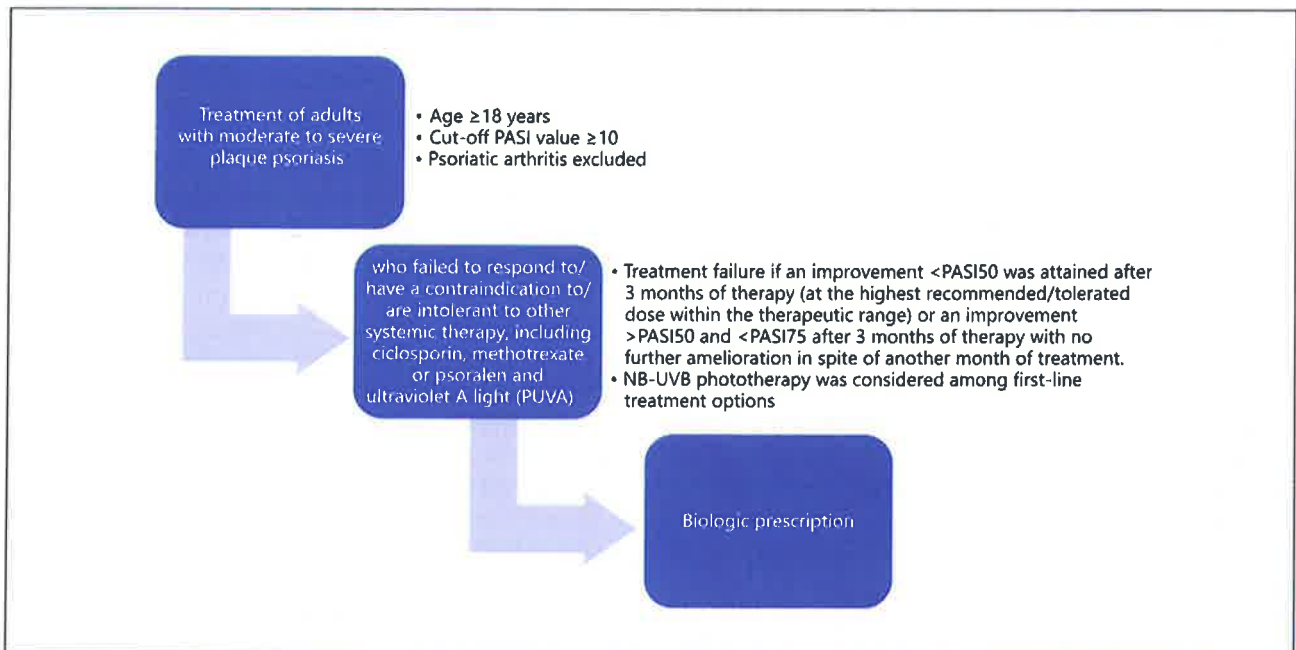 Treatment of adults
with moderate to severe
plaque psoriasis
• Age ≥18 years
• Cut-off PASI value ≥10
• Psoriatic arthritis excluded
who failed to respond to/
have a contraindication to/
are intolerant to other
systemic therapy, including
ciclosporin, methotrexate
or psoralen and
ultraviolet A light (PUVA)
• Treatment failure if an improvement <PASI50 was attained after
3 months of therapy (at the highest recommended/tolerated
dose within the therapeutic range) or an improvement
>PASI50 and <PASI75 after 3 months of therapy with no
further amelioration in spite of another month of treatment.
• NB-UVB phototherapy was considered among first-line
treatment options
Biologic prescription